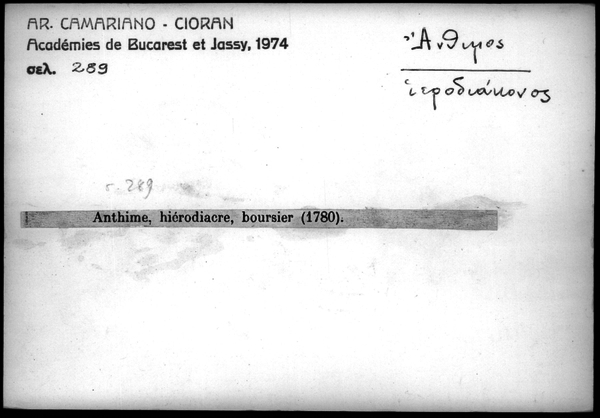 AR. CAMARIANO - CIORAN
Académies de Bucarest et Jassy, 1974
σελ. 289
Ἄνθιμος
ἱεροδιάκονος
σ. 289
Anthime, hiérodiacre, boursier (1780).